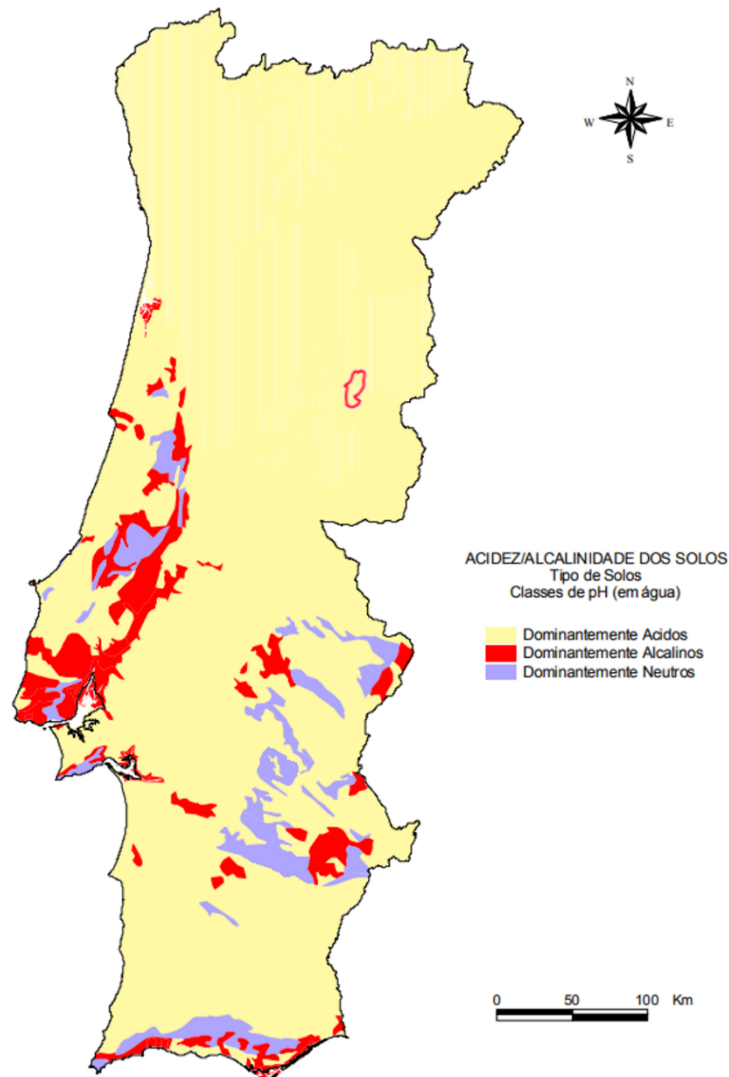 N
W E
S
ACIDEZ/ALCALINIDADE DOS SOLOS
Tipo de Solos
Classes de pH (em água)
Dominantemente Acidos
Dominantemente Alcalinos
Dominantemente Neutros
0 50 100 Km